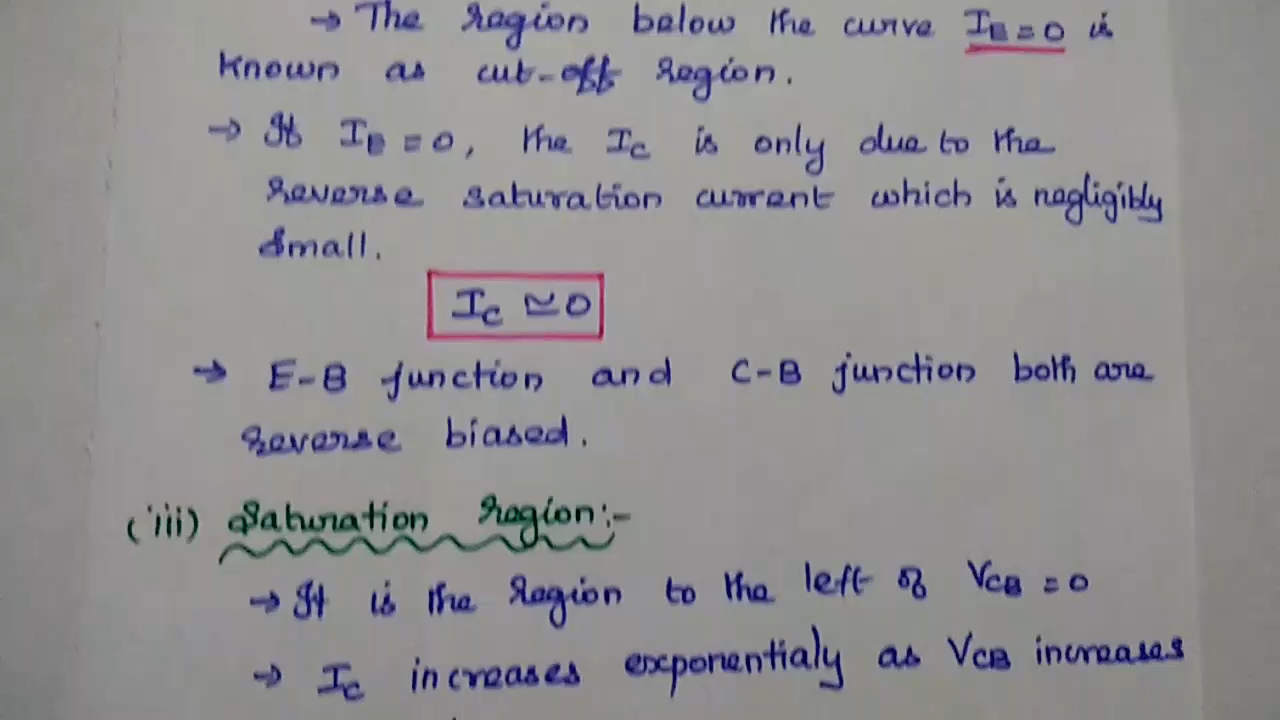 → The region below the curve IE = 0 is
known as cut-off region.
→ If IE = 0, the IC is only due to the
reverse saturation current which is negligibly
small.
IC ≃ 0
→ E-B junction and C-B junction both are
reverse biased.
(iii) Saturation region:-
→ It is the region to the left of VCB = 0
→ IC increases exponentialy as VCB increases